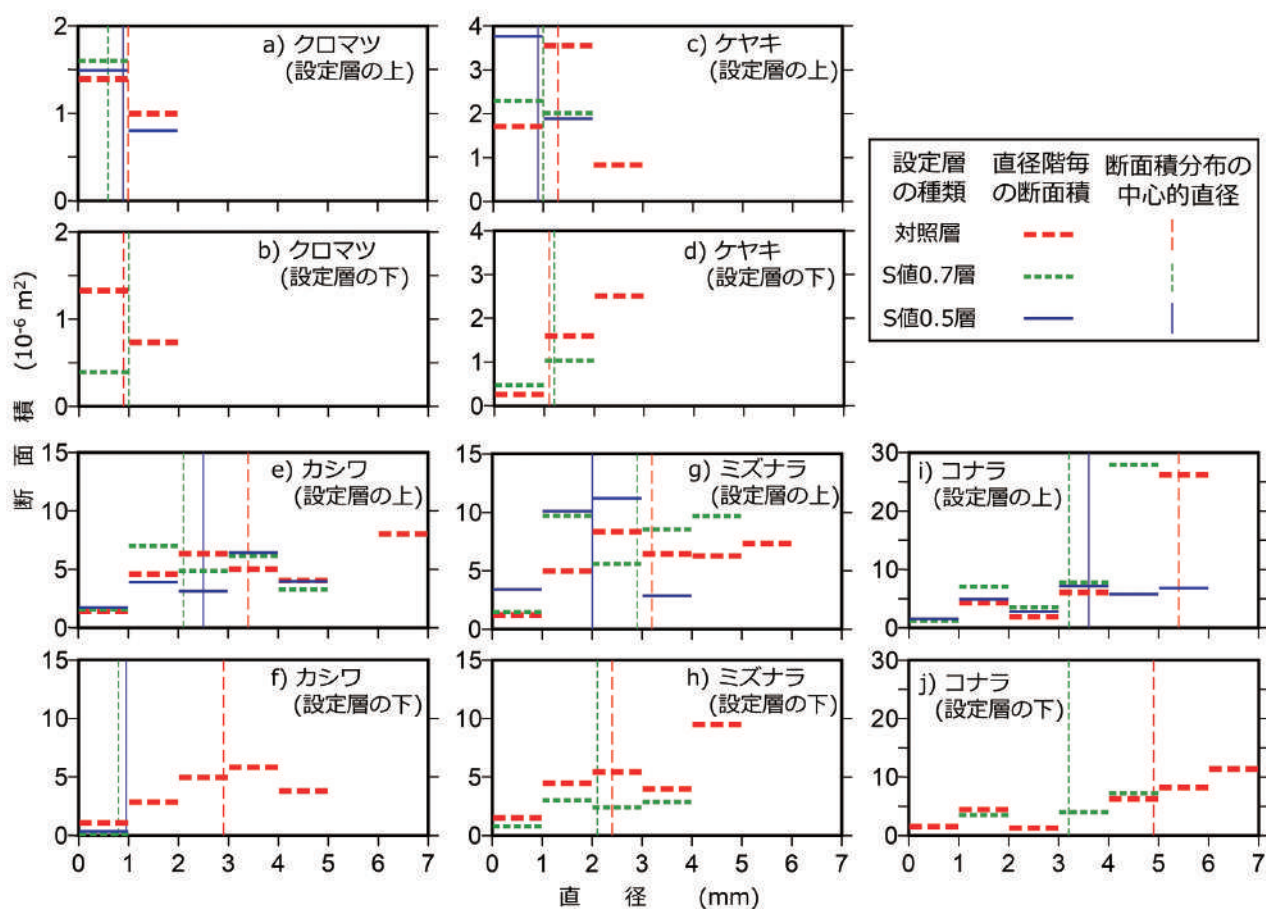 a) クロマツ
(設定層の上)
2
1
0
c) ケヤキ
(設定層の上)
4
3
2
1
0
b) クロマツ
(設定層の下)
2
1
0
d) ケヤキ
(設定層の下)
4
3
2
1
0
設定層
の種類
直径階毎
の断面積
断面積分布の
中心的直径
対照層
S値0.7層
S値0.5層
断 面 積 (10⁻⁶ m²)
e) カシワ
(設定層の上)
15
10
5
0
g) ミズナラ
(設定層の上)
15
10
5
0
i) コナラ
(設定層の上)
30
20
10
0
f) カシワ
(設定層の下)
15
10
5
0
0 1 2 3 4 5 6 7
h) ミズナラ
(設定層の下)
15
10
5
0
0 1 2 3 4 5 6 7
j) コナラ
(設定層の下)
30
20
10
0
0 1 2 3 4 5 6 7
直 径 (mm)